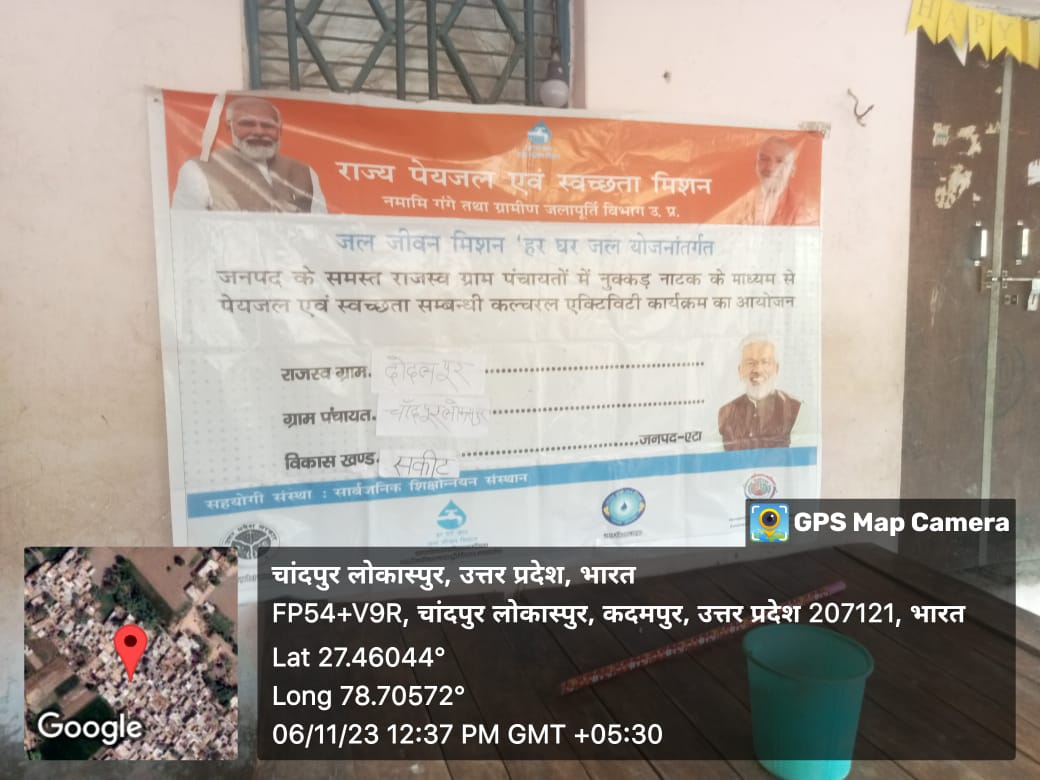 HAPPY
राज्य पेयजल एवं स्वच्छता मिशन
नमामि गंगे तथा ग्रामीण जलापूर्ति विभाग उ. प्र.
जल जीवन मिशन 'हर घर जल योजनांतर्गत
जनपद के समस्त राजस्व ग्राम पंचायतों में नुक्कड़ नाटक के माध्यम से
पेयजल एवं स्वच्छता सम्बन्धी कल्चरल एक्टिविटी कार्यक्रम का आयोजन
राजस्व ग्राम.
ग्राम पंचायत.
विकास खण्ड. सकीट जनपद-एटा
सहयोगी संस्था : सार्वजनिक शिक्षोन्नयन संस्थान
GPS Map Camera
चांदपुर लोकास्पुर, उत्तर प्रदेश, भारत
FP54+V9R, चांदपुर लोकास्पुर, कदमपुर, उत्तर प्रदेश 207121, भारत
Lat 27.46044°
Long 78.70572°
06/11/23 12:37 PM GMT +05:30
Google